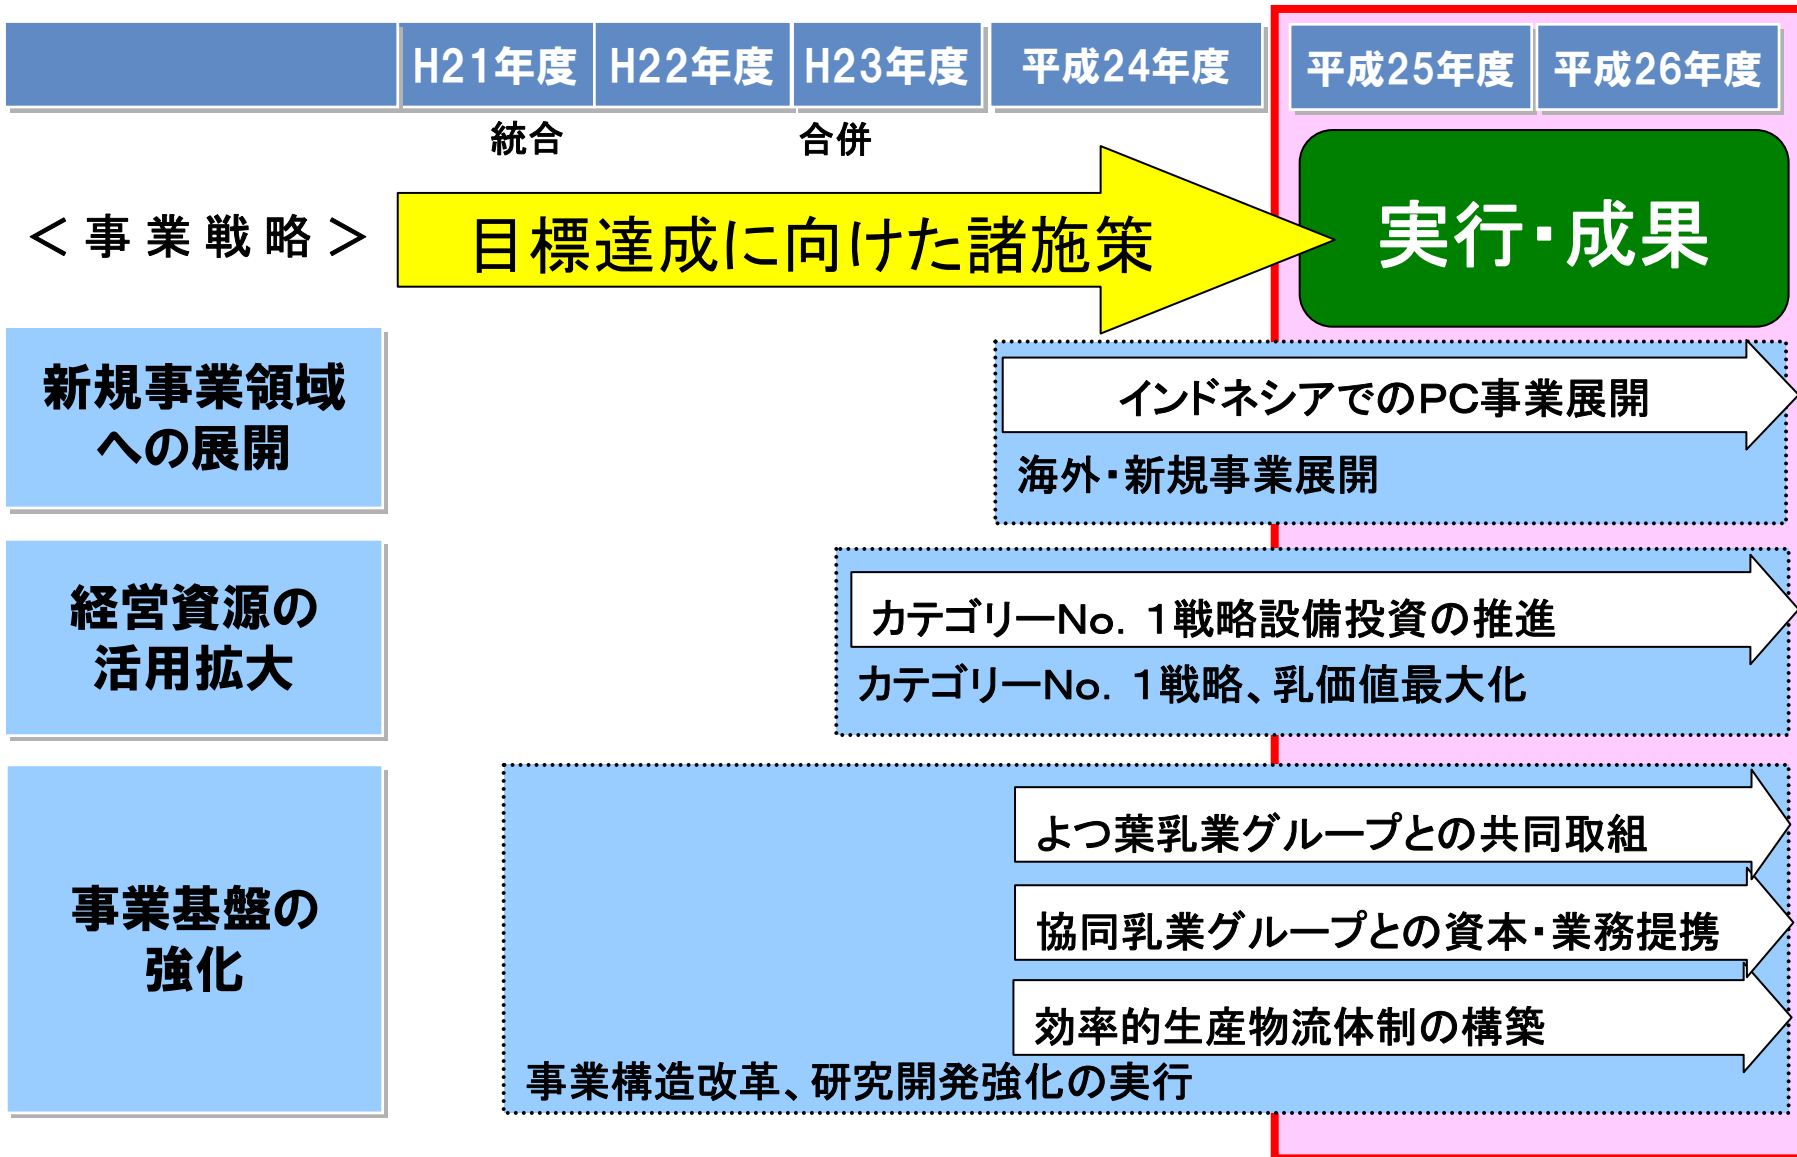 H21年度 H22年度 H23年度 平成24年度 平成25年度 平成26年度
統合 合併
＜事業戦略＞ 目標達成に向けた諸施策 実行・成果
新規事業領域
への展開
インドネシアでのPC事業展開
海外・新規事業展開
経営資源の
活用拡大
カテゴリーNo．1戦略設備投資の推進
カテゴリーNo．1戦略、乳価値最大化
事業基盤の
強化
よつ葉乳業グループとの共同取組
協同乳業グループとの資本・業務提携
効率的生産物流体制の構築
事業構造改革、研究開発強化の実行